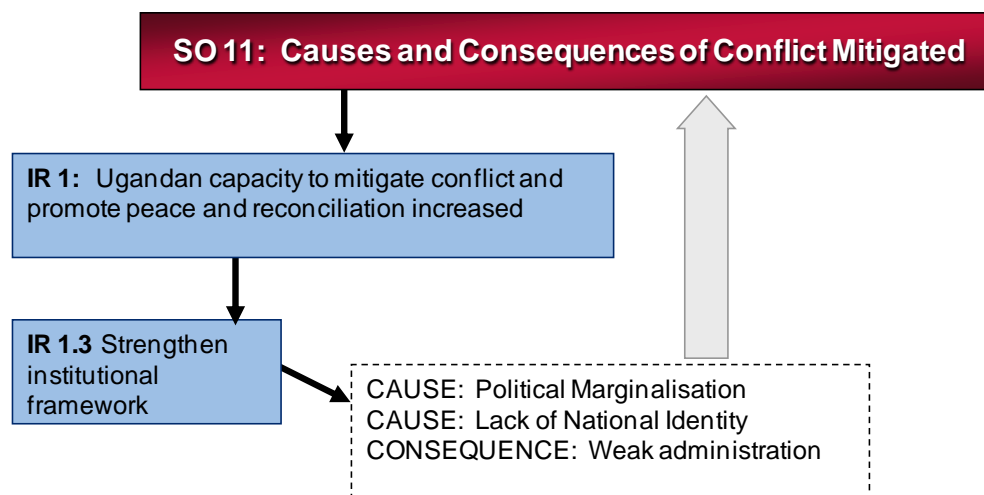 SO 11: Causes and Consequences of Conflict Mitigated
IR 1: Ugandan capacity to mitigate conflict and
promote peace and reconciliation increased
IR 1.3 Strengthen
institutional
framework
CAUSE: Political Marginalisation
CAUSE: Lack of National Identity
CONSEQUENCE: Weak administration